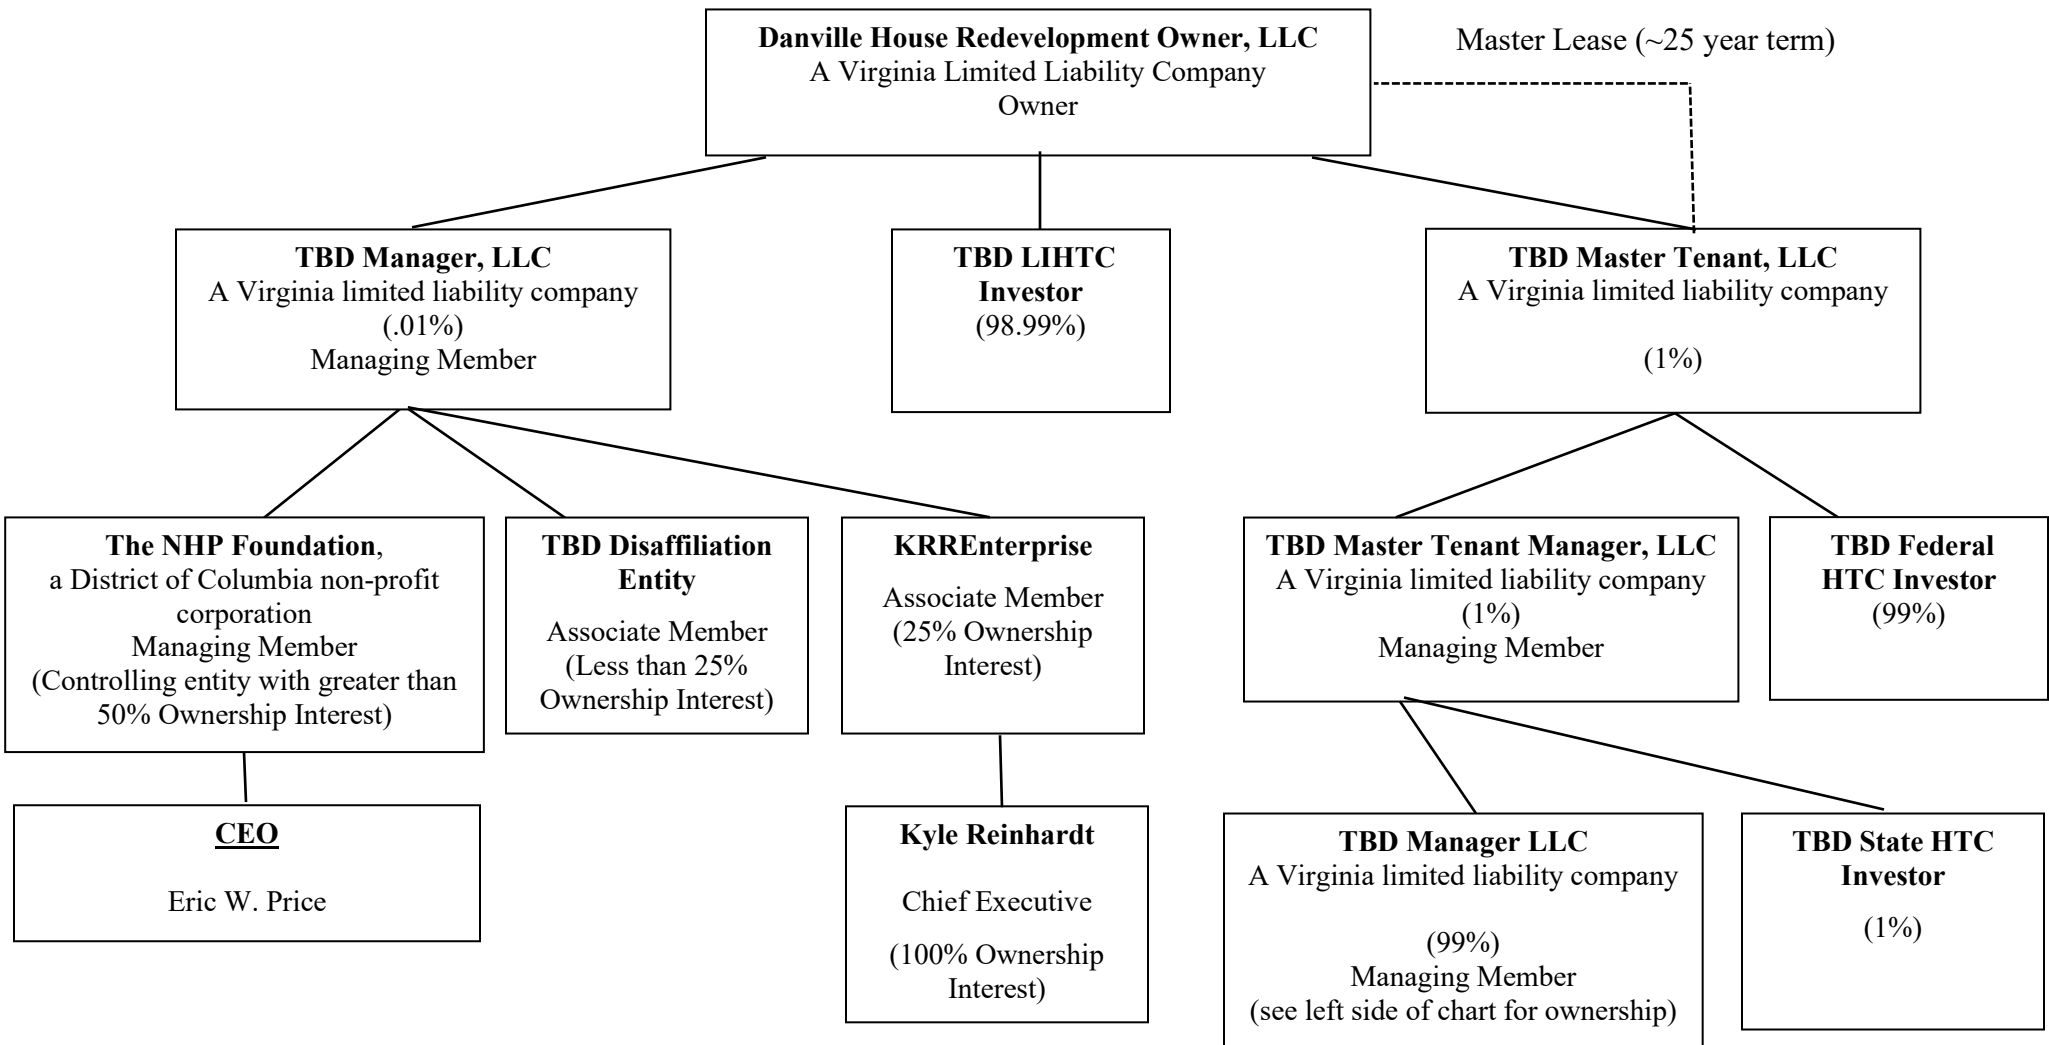 Danville House Redevelopment Owner, LLC
A Virginia Limited Liability Company
Owner
Master Lease (~25 year term)
TBD Manager, LLC
A Virginia limited liability company
(.01%)
Managing Member
TBD LIHTC
Investor
(98.99%)
TBD Master Tenant, LLC
A Virginia limited liability company
(1%)
The NHP Foundation,
a District of Columbia non-profit
corporation
Managing Member
(Controlling entity with greater than
50% Ownership Interest)
TBD Disaffiliation
Entity
Associate Member
(Less than 25%
Ownership Interest)
KRREnterprise
Associate Member
(25% Ownership
Interest)
TBD Master Tenant Manager, LLC
A Virginia limited liability company
(1%)
Managing Member
TBD Federal
HTC Investor
(99%)
CEO
Eric W. Price
Kyle Reinhardt
Chief Executive
(100% Ownership
Interest)
TBD Manager LLC
A Virginia limited liability company
(99%)
Managing Member
(see left side of chart for ownership)
TBD State HTC
Investor
(1%)